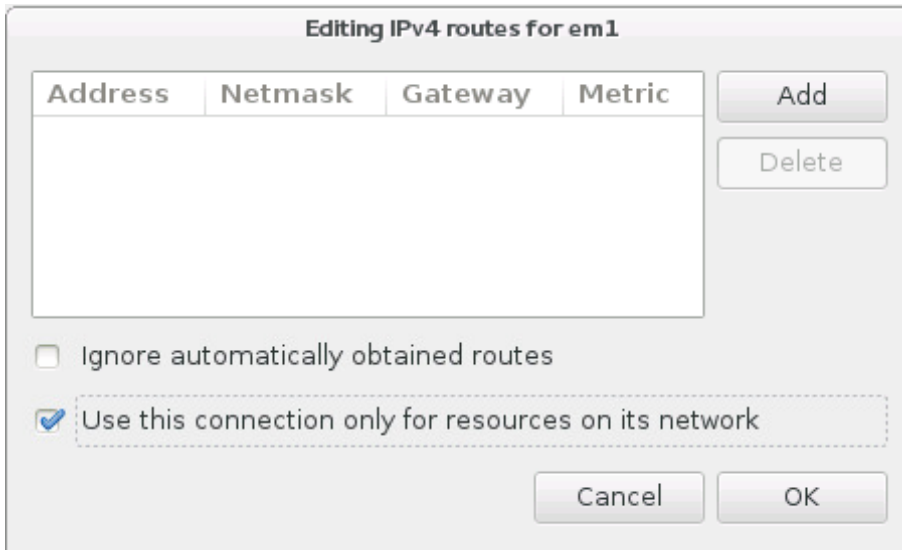 Editing IPv4 routes for em1
Address Netmask Gateway Metric
Add
Delete
Ignore automatically obtained routes
Use this connection only for resources on its network
Cancel OK